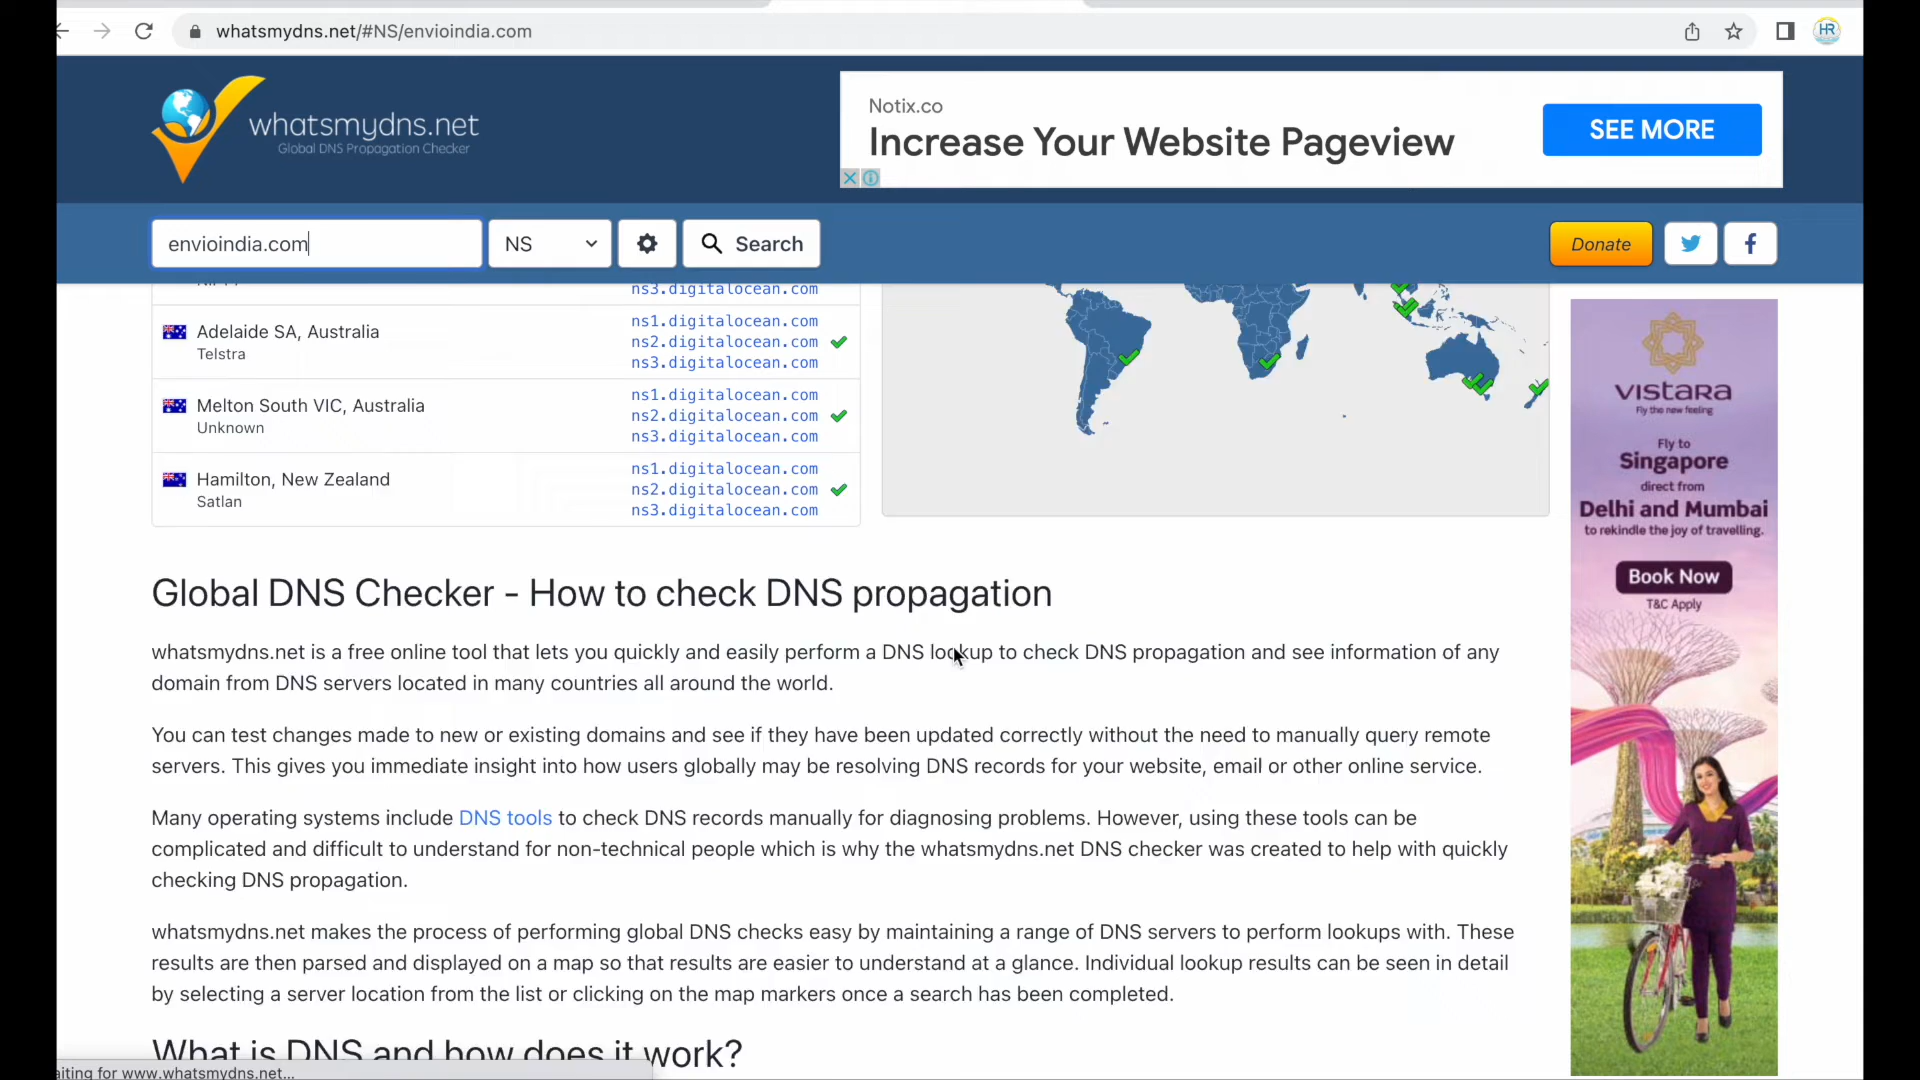 whatsmydns.net/#NS/envioindia.com
HR
whatsmydns.net
Global DNS Propagation Checker
Notix.co
Increase Your Website Pageview
SEE MORE
envioindia.com
NS
Search
Donate
ns3.digitalocean.com
Adelaide SA, Australia
Telstra
ns1.digitalocean.com
ns2.digitalocean.com
ns3.digitalocean.com
Melton South VIC, Australia
Unknown
ns1.digitalocean.com
ns2.digitalocean.com
ns3.digitalocean.com
Hamilton, New Zealand
Satlan
ns1.digitalocean.com
ns2.digitalocean.com
ns3.digitalocean.com
Global DNS Checker - How to check DNS propagation
whatsmydns.net is a free online tool that lets you quickly and easily perform a DNS lookup to check DNS propagation and see information of any
domain from DNS servers located in many countries all around the world.
You can test changes made to new or existing domains and see if they have been updated correctly without the need to manually query remote
servers. This gives you immediate insight into how users globally may be resolving DNS records for your website, email or other online service.
Many operating systems include DNS tools to check DNS records manually for diagnosing problems. However, using these tools can be
complicated and difficult to understand for non-technical people which is why the whatsmydns.net DNS checker was created to help with quickly
checking DNS propagation.
whatsmydns.net makes the process of performing global DNS checks easy by maintaining a range of DNS servers to perform lookups with. These
results are then parsed and displayed on a map so that results are easier to understand at a glance. Individual lookup results can be seen in detail
by selecting a server location from the list or clicking on the map markers once a search has been completed.
What is DNS and how does it work?
aiting for www.whatsmydns.net...
vistara
Fly the new feeling
Fly to
Singapore
direct from
Delhi and Mumbai
to rekindle the joy of travelling.
Book Now
T&C Apply